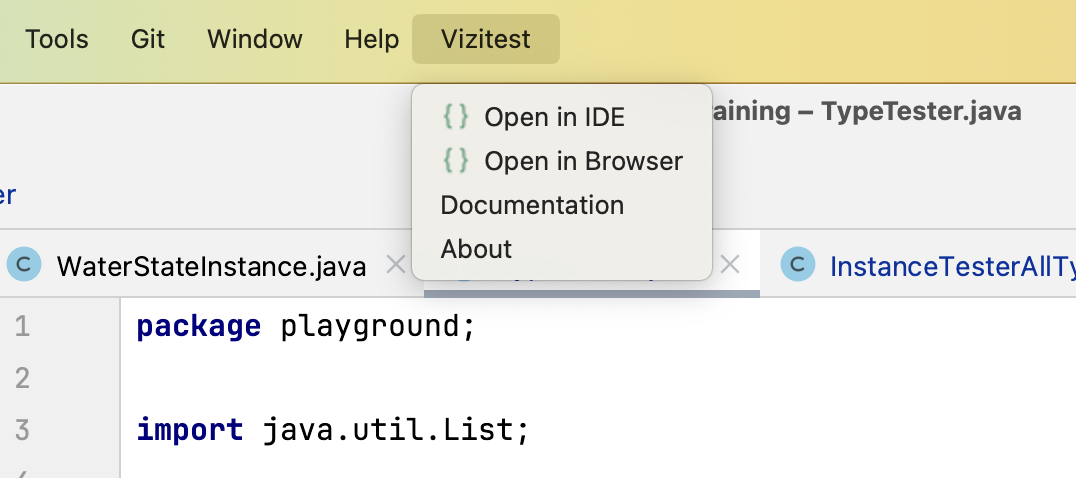 Tools Git Window Help Vizitest
{ } Open in IDE
aining – TypeTester.java
{ } Open in Browser
er
Documentation
About
C WaterStateInstance.java
C InstanceTesterAllTy
1 package playground;
2
3 import java.util.List;